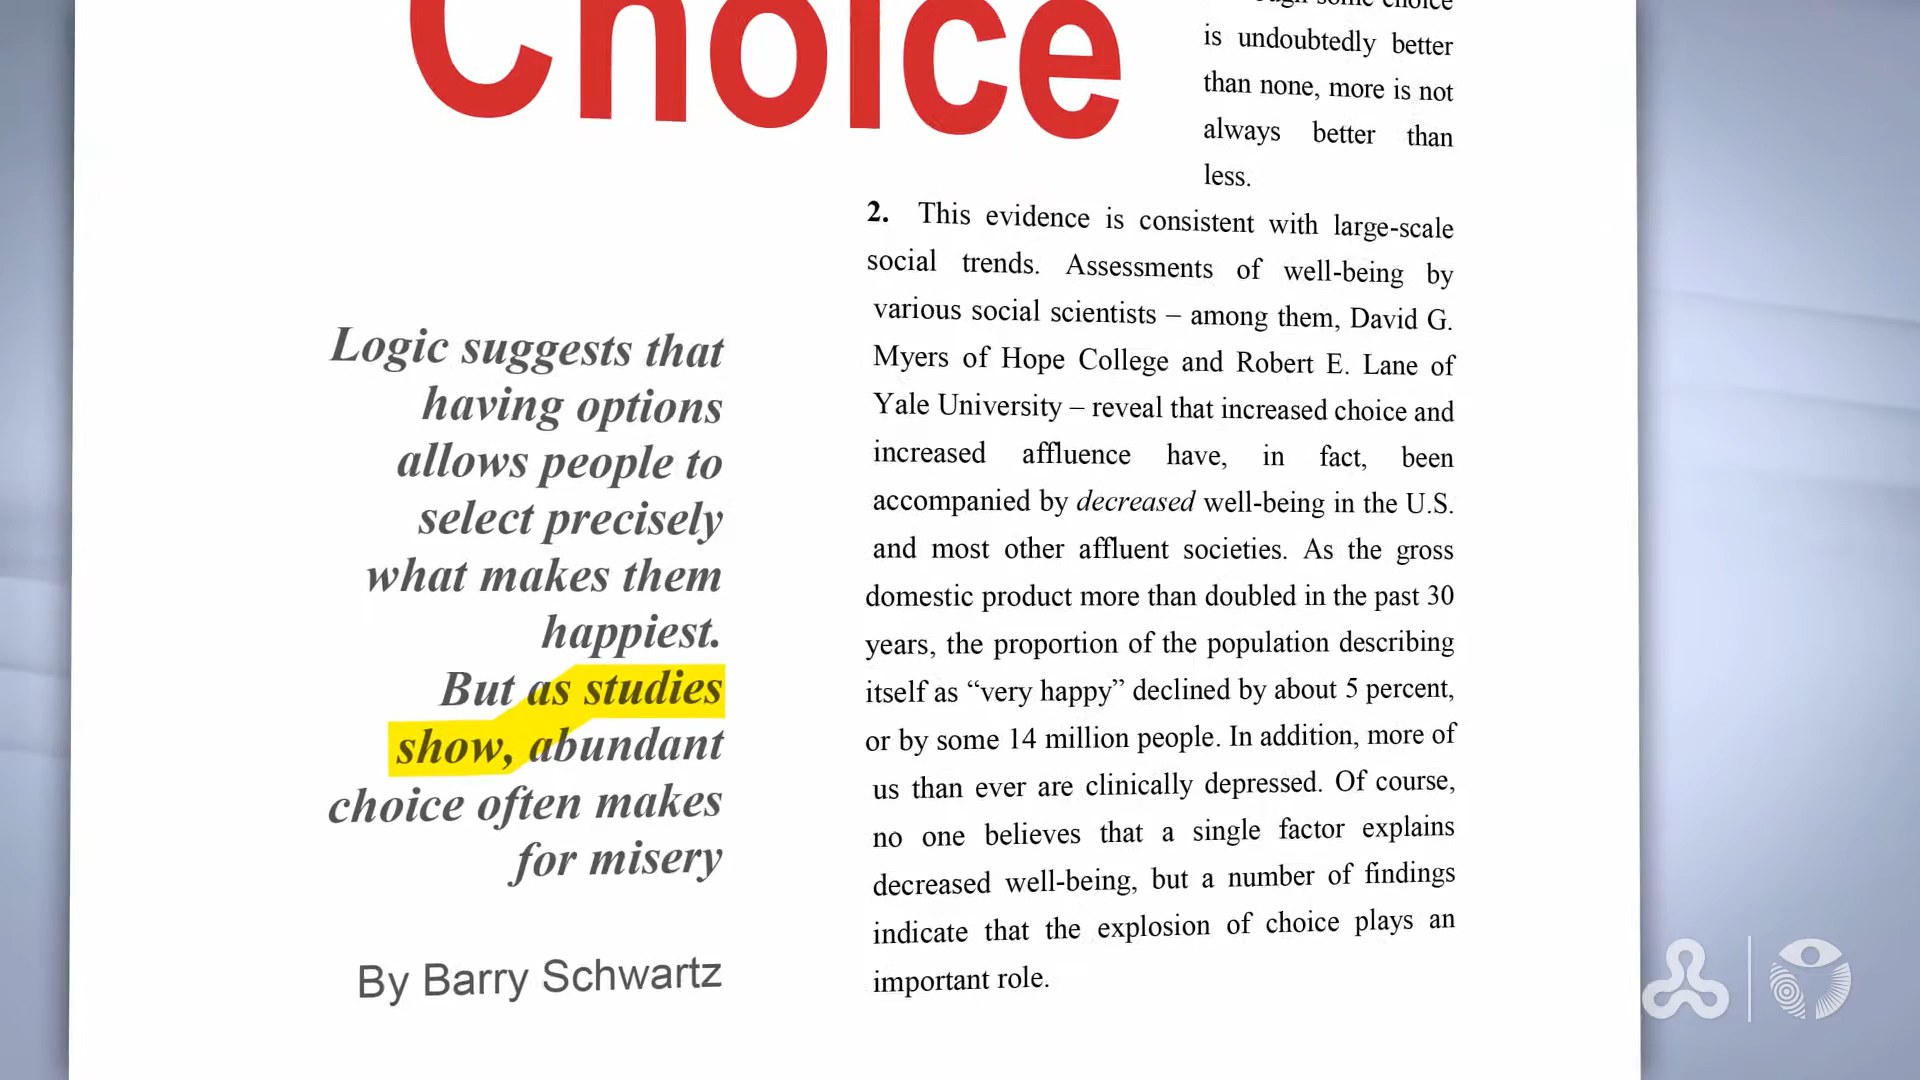 Choice
Logic suggests that
having options
allows people to
select precisely
what makes them
happiest.
But as studies
show, abundant
choice often makes
for misery
By Barry Schwartz
choice
is undoubtedly better
than none, more is not
always better than
less.
2. This evidence is consistent with large-scale
social trends. Assessments of well-being by
various social scientists – among them, David G.
Myers of Hope College and Robert E. Lane of
Yale University – reveal that increased choice and
increased affluence have, in fact, been
accompanied by decreased well-being in the U.S.
and most other affluent societies. As the gross
domestic product more than doubled in the past 30
years, the proportion of the population describing
itself as “very happy” declined by about 5 percent,
or by some 14 million people. In addition, more of
us than ever are clinically depressed. Of course,
no one believes that a single factor explains
decreased well-being, but a number of findings
indicate that the explosion of choice plays an
important role.